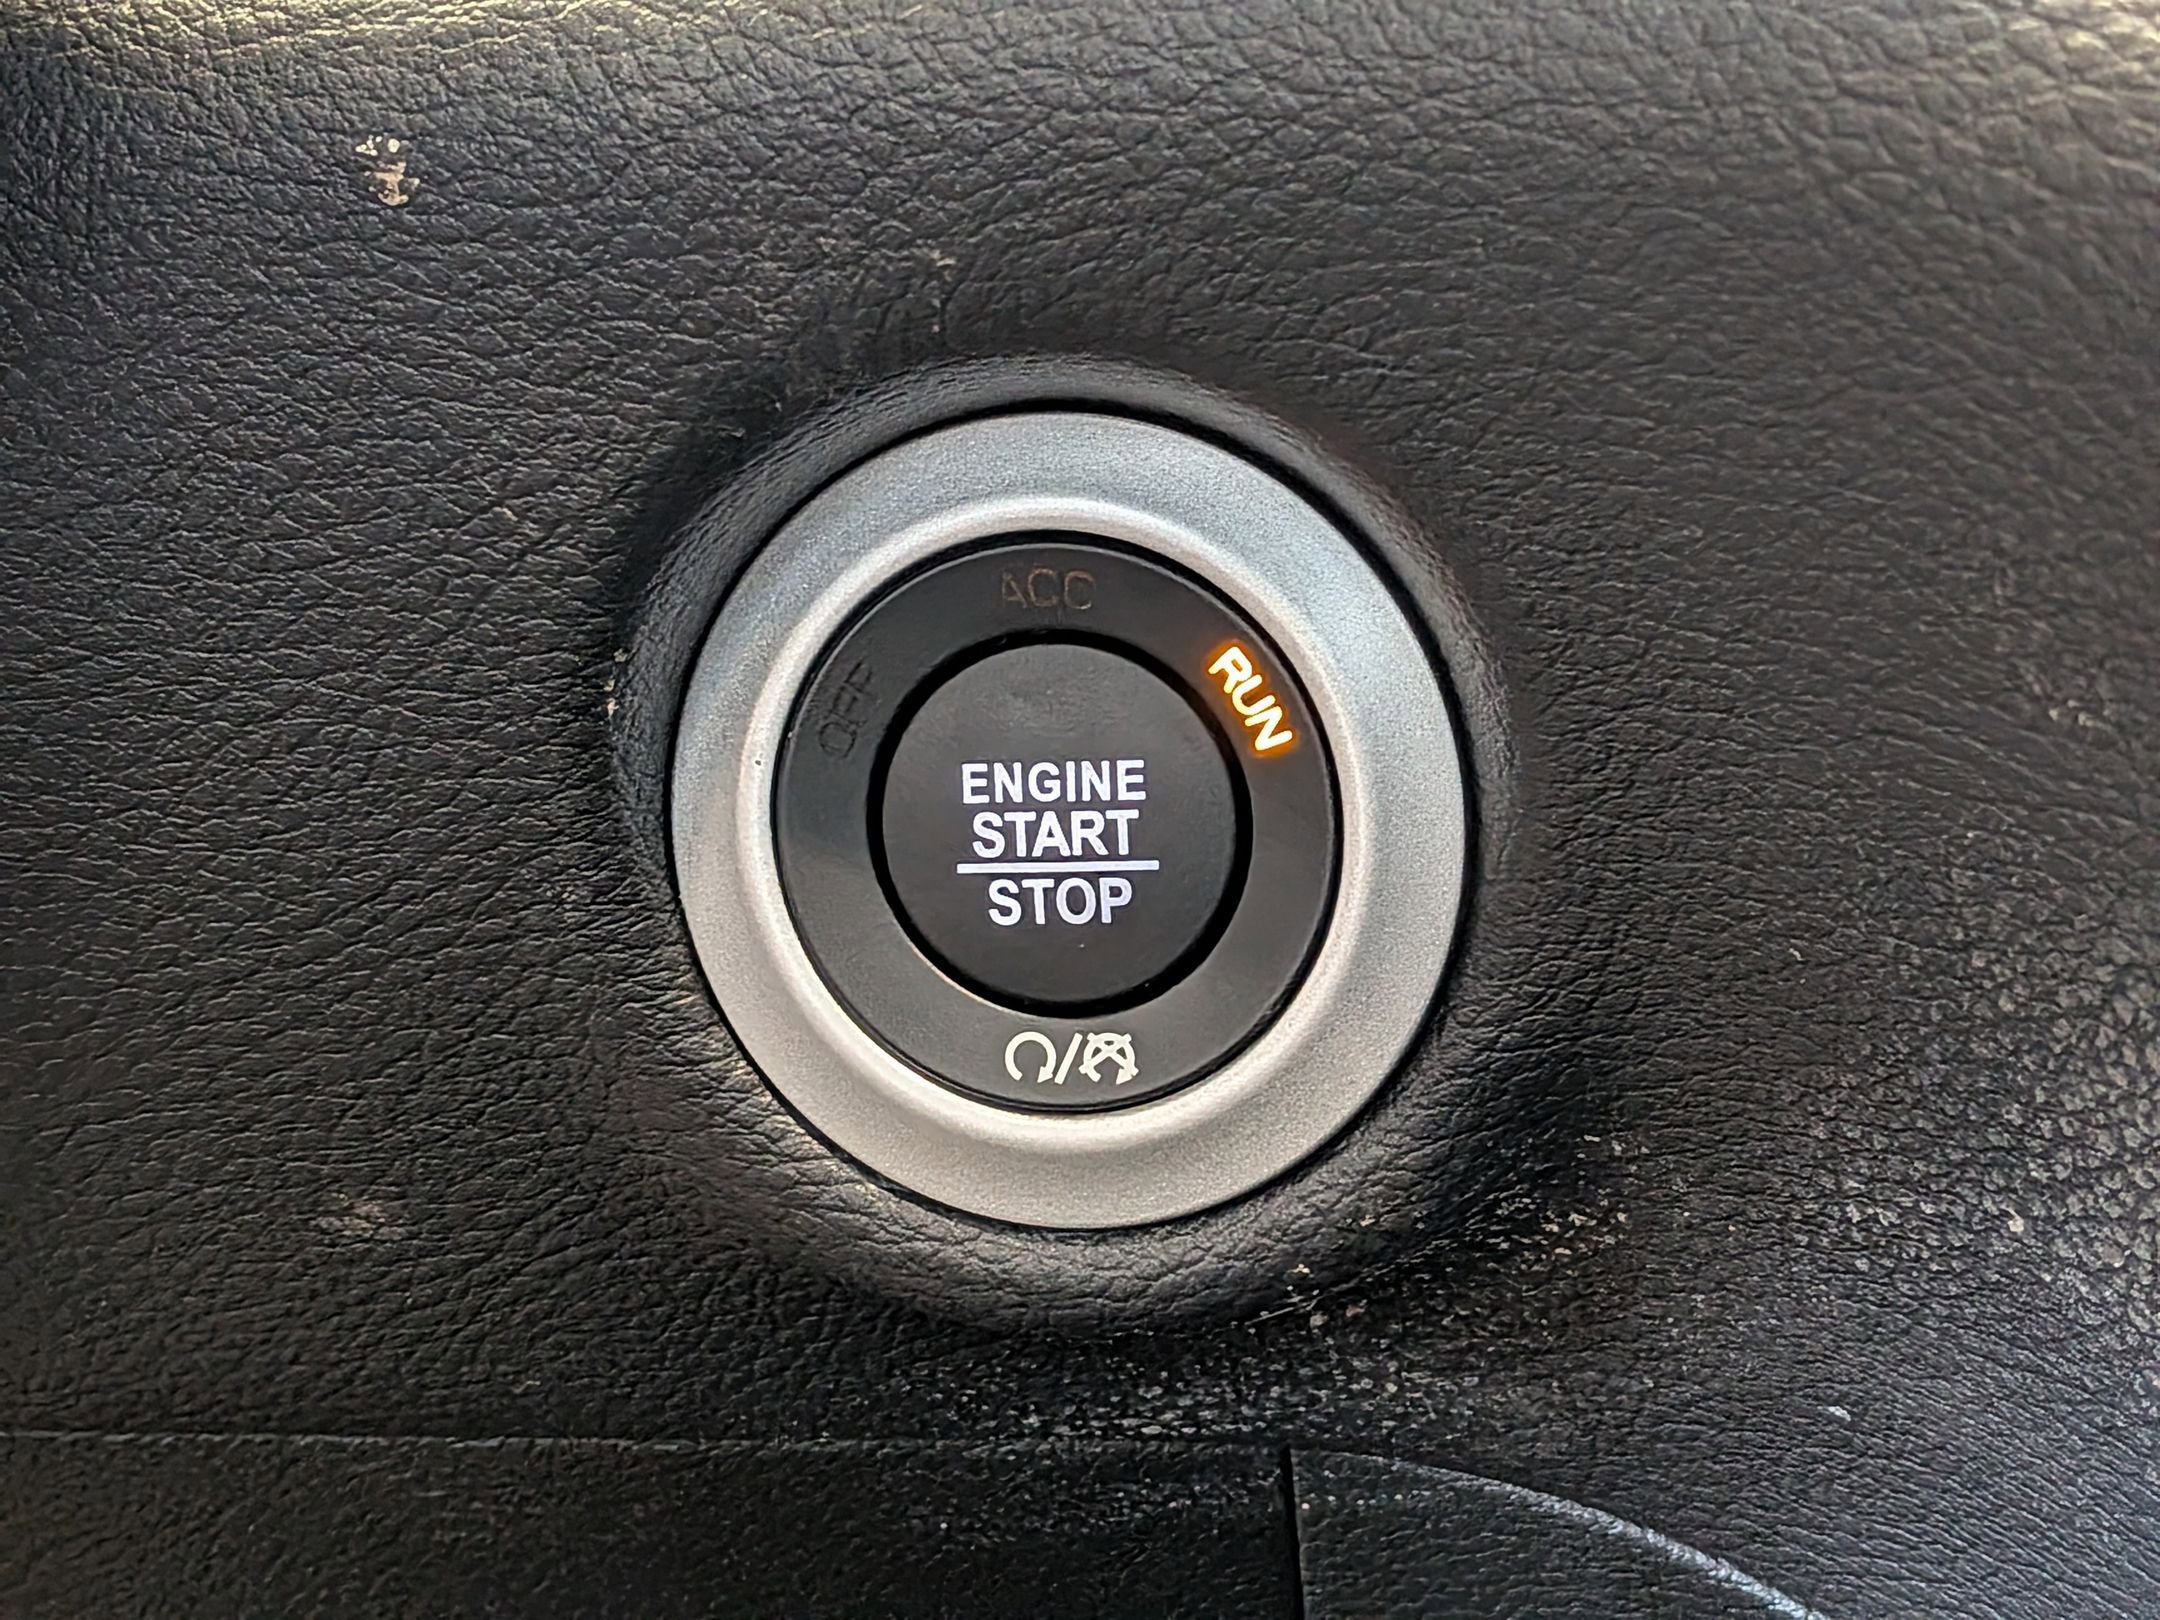 ACC
OFF
RUN
ENGINE
START
STOP